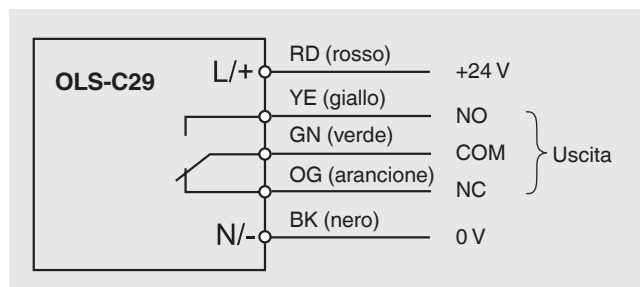 OLS-C29
L/+ RD (rosso) +24 V
YE (giallo) NO
GN (verde) COM Uscita
OG (arancione) NC
N/- BK (nero) 0 V